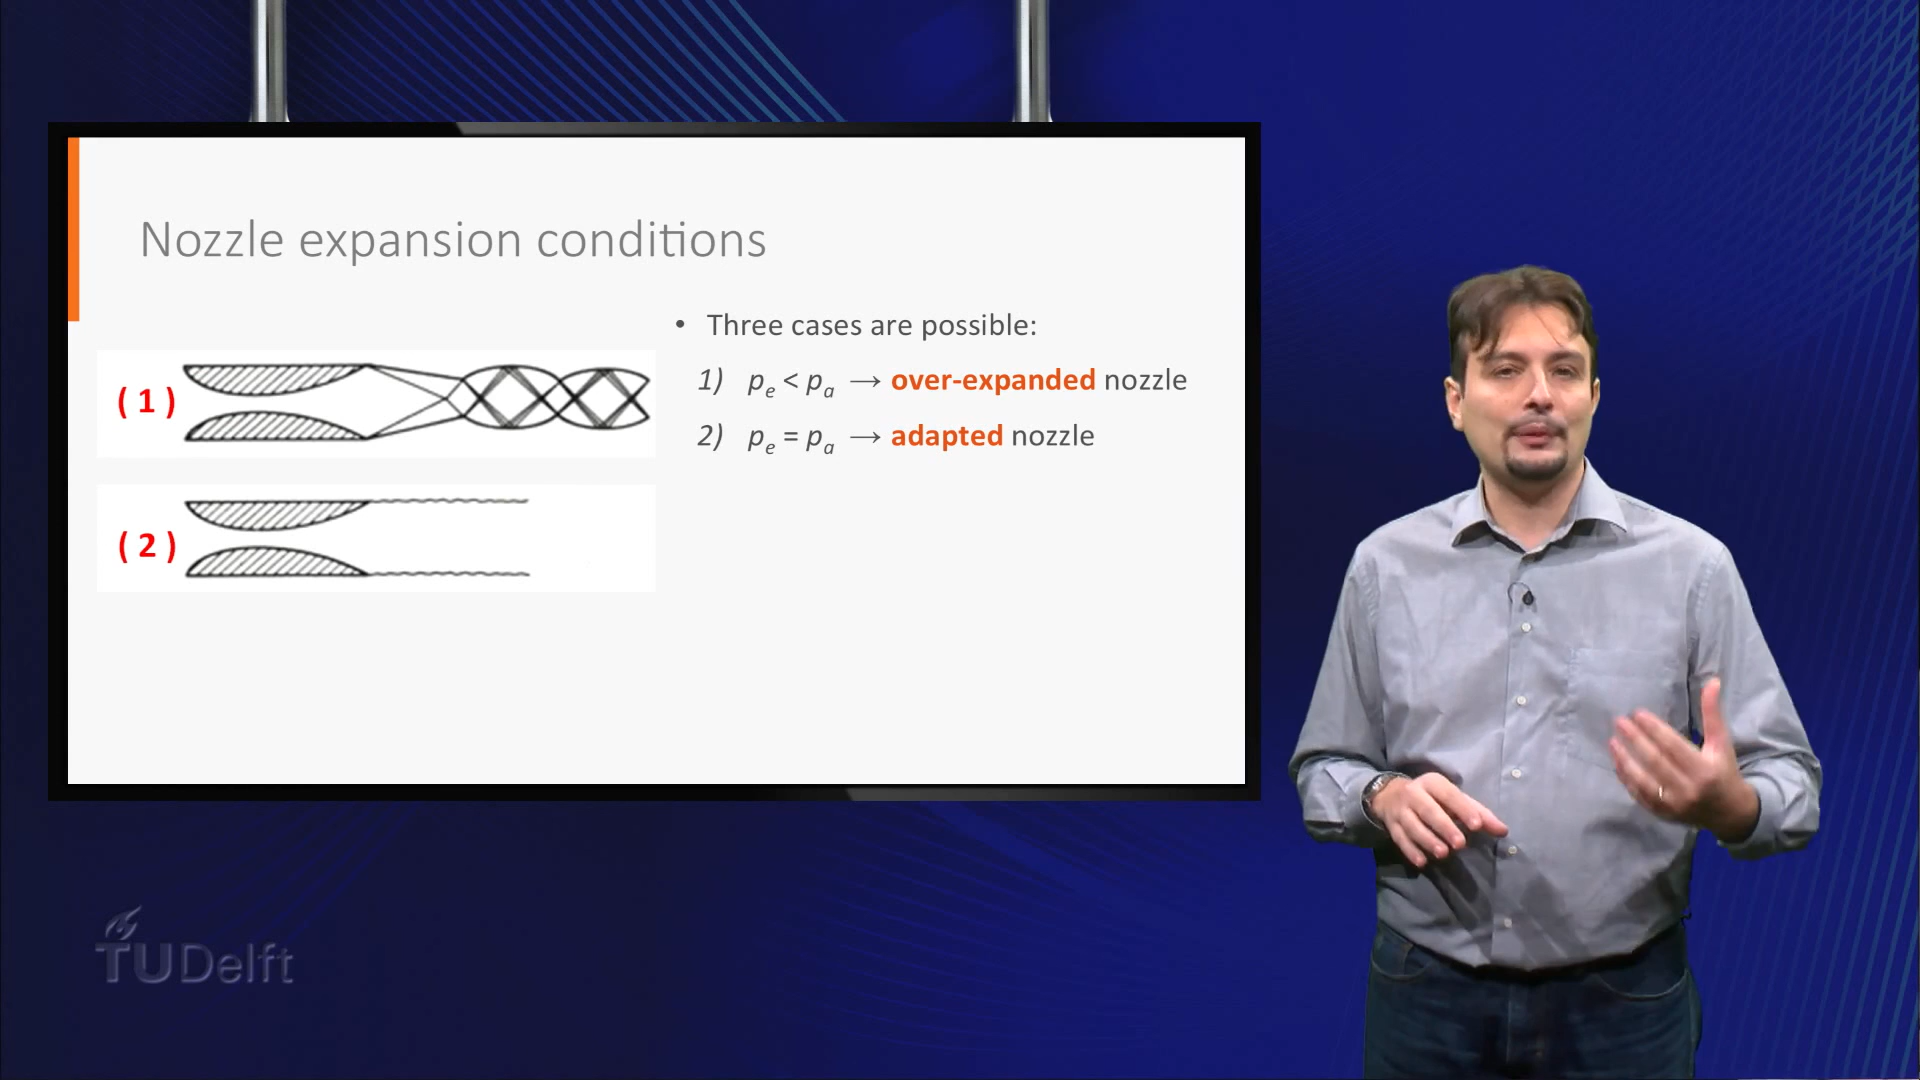 Nozzle expansion conditions
• Three cases are possible:
1) pₑ < pₐ → over-expanded nozzle
2) pₑ = pₐ → adapted nozzle
( 1 )
( 2 )
TUDelft